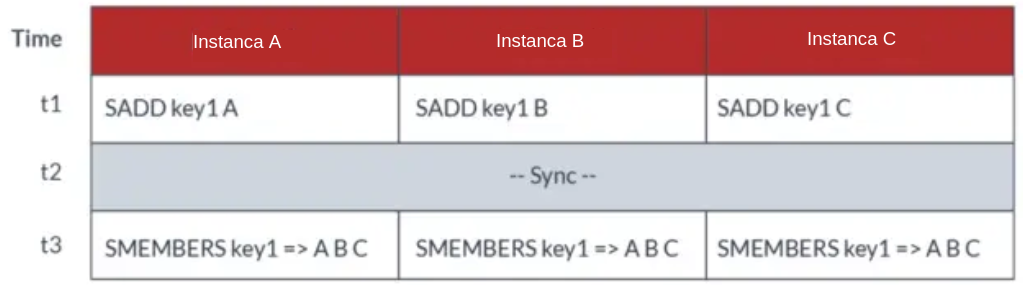 Time Instanca A Instanca B Instanca C
t1 SADD key1 A SADD key1 B SADD key1 C
t2 -- Sync --
t3 SMEMBERS key1 => A B C SMEMBERS key1 => A B C SMEMBERS key1 => A B C